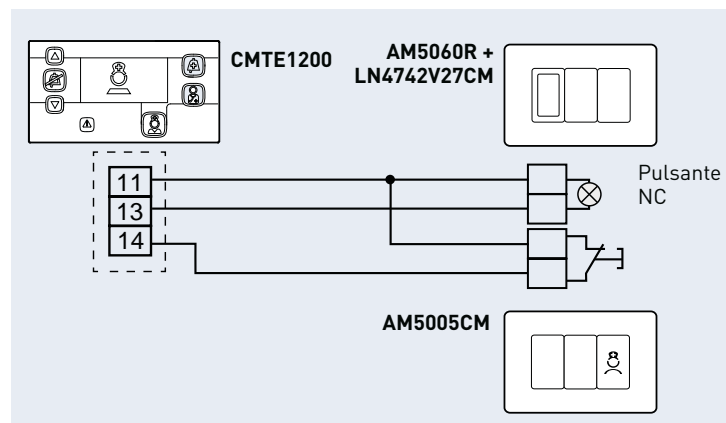 CMTE1200
AM5060R +
LN4742V27CM
11
13
14
Pulsante
NC
AM5005CM